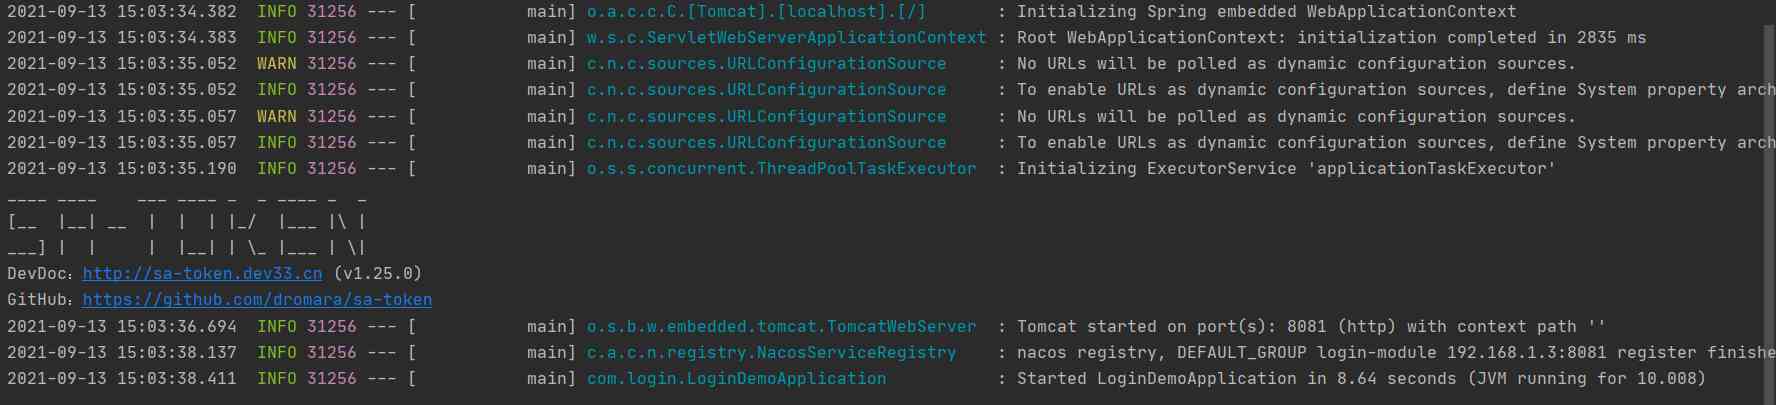 2021-09-13 15:03:34.382  INFO 31256 --- [           main] o.a.c.c.C.[Tomcat].[localhost].[/]       : Initializing Spring embedded WebApplicationContext
2021-09-13 15:03:34.383  INFO 31256 --- [           main] w.s.c.ServletWebServerApplicationContext : Root WebApplicationContext: initialization completed in 2835 ms
2021-09-13 15:03:35.052  WARN 31256 --- [           main] c.n.c.sources.URLConfigurationSource     : No URLs will be polled as dynamic configuration sources.
2021-09-13 15:03:35.052  INFO 31256 --- [           main] c.n.c.sources.URLConfigurationSource     : To enable URLs as dynamic configuration sources, define System property arch
2021-09-13 15:03:35.057  WARN 31256 --- [           main] c.n.c.sources.URLConfigurationSource     : No URLs will be polled as dynamic configuration sources.
2021-09-13 15:03:35.057  INFO 31256 --- [           main] c.n.c.sources.URLConfigurationSource     : To enable URLs as dynamic configuration sources, define System property arch
2021-09-13 15:03:35.190  INFO 31256 --- [           main] o.s.s.concurrent.ThreadPoolTaskExecutor  : Initializing ExecutorService 'applicationTaskExecutor'
____ ____    ___ ____ _  _ ____ _  _
[__  |__| __  |  |  | |_/  |___ |\ |
___] |  |     |  |__| | \_ |___ | \|
DevDoc：http://sa-token.dev33.cn (v1.25.0)
GitHub：https://github.com/dromara/sa-token
2021-09-13 15:03:36.694  INFO 31256 --- [           main] o.s.b.w.embedded.tomcat.TomcatWebServer  : Tomcat started on port(s): 8081 (http) with context path ''
2021-09-13 15:03:38.137  INFO 31256 --- [           main] c.a.c.n.registry.NacosServiceRegistry    : nacos registry, DEFAULT_GROUP login-module 192.168.1.3:8081 register finishe
2021-09-13 15:03:38.411  INFO 31256 --- [           main] com.login.LoginDemoApplication           : Started LoginDemoApplication in 8.64 seconds (JVM running for 10.008)